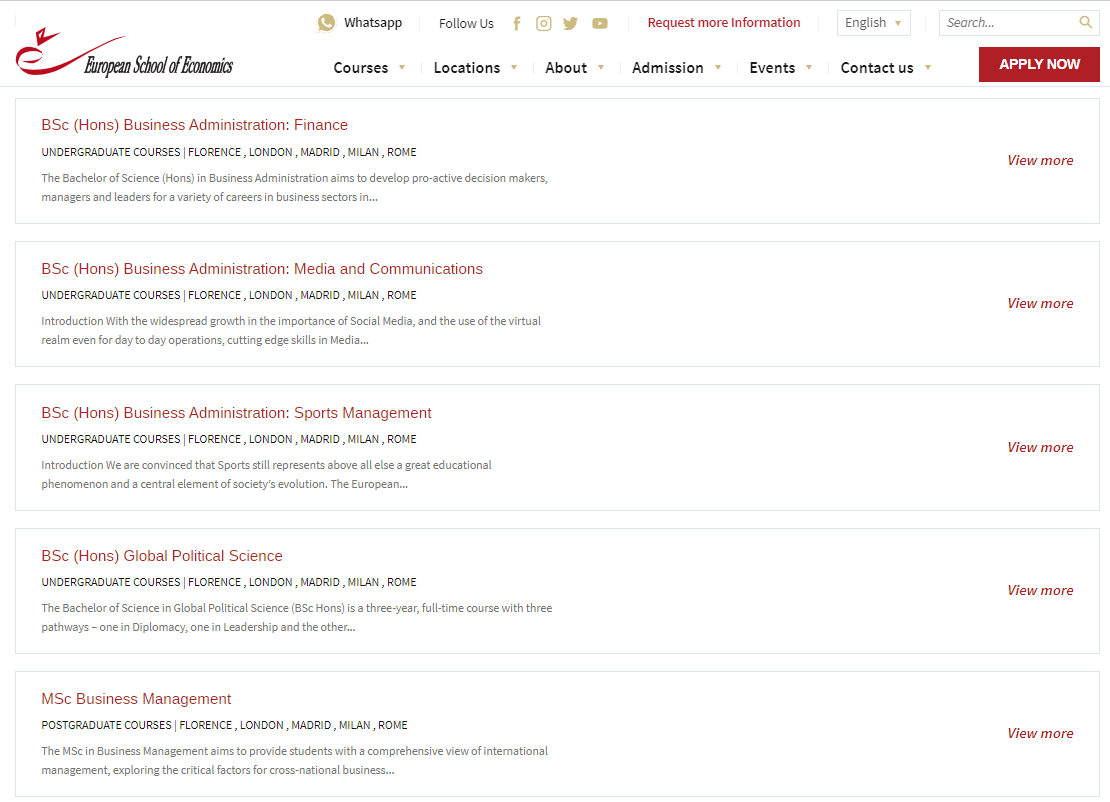 Whatsapp
Follow Us
Request more Information
English
Search...
European School of Economics
Courses
Locations
About
Admission
Events
Contact us
APPLY NOW
BSc (Hons) Business Administration: Finance
UNDERGRADUATE COURSES | FLORENCE , LONDON , MADRID , MILAN , ROME
The Bachelor of Science (Hons) in Business Administration aims to develop pro-active decision makers,
managers and leaders for a variety of careers in business sectors in...
View more
BSc (Hons) Business Administration: Media and Communications
UNDERGRADUATE COURSES | FLORENCE , LONDON , MADRID , MILAN , ROME
Introduction With the widespread growth in the importance of Social Media, and the use of the virtual
realm even for day to day operations, cutting edge skills in Media...
View more
BSc (Hons) Business Administration: Sports Management
UNDERGRADUATE COURSES | FLORENCE , LONDON , MADRID , MILAN , ROME
Introduction We are convinced that Sports still represents above all else a great educational
phenomenon and a central element of society’s evolution. The European...
View more
BSc (Hons) Global Political Science
UNDERGRADUATE COURSES | FLORENCE , LONDON , MADRID , MILAN , ROME
The Bachelor of Science in Global Political Science (BSc Hons) is a three-year, full-time course with three
pathways – one in Diplomacy, one in Leadership and the other...
View more
MSc Business Management
POSTGRADUATE COURSES | FLORENCE , LONDON , MADRID , MILAN , ROME
The MSc in Business Management aims to provide students with a comprehensive view of international
management, exploring the critical factors for cross-national business...
View more